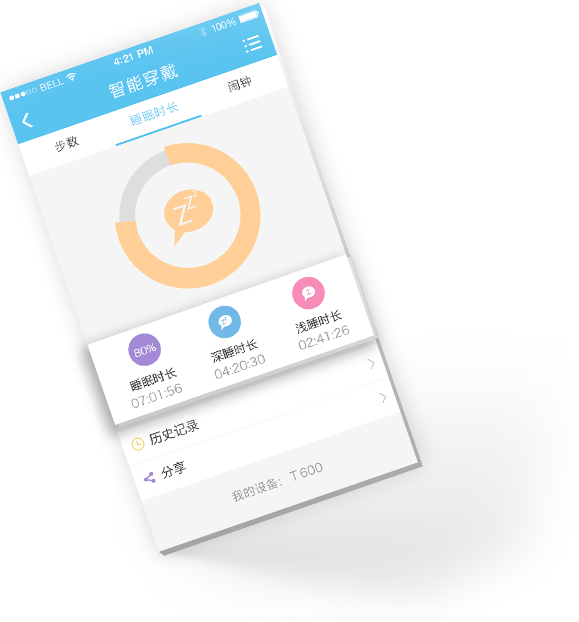 BELL 4:21 PM 100%
智能穿戴
步数 睡眠时长 闹钟
ZZZ
80%
睡眠时长 深睡时长 浅睡时长
07:01:56 04:20:30 02:41:26
历史记录
分享
我的设备：T600